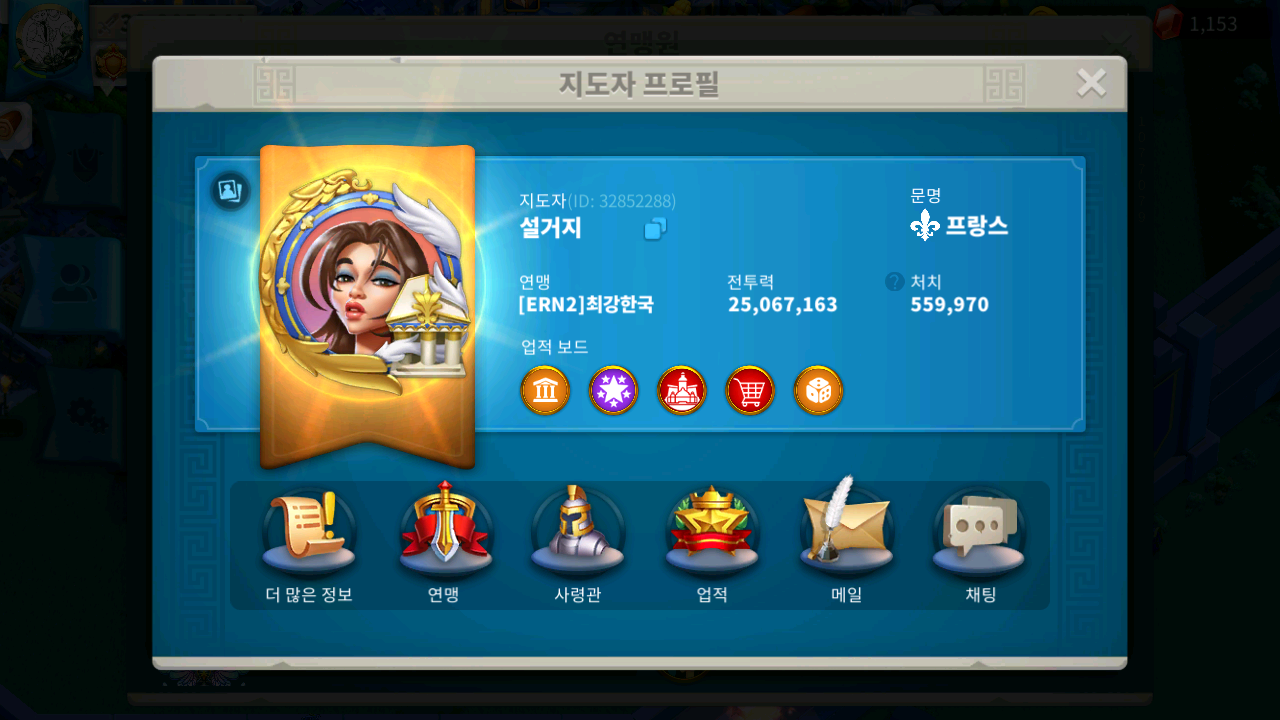 연맹원
1,153
지도자 프로필
지도자(ID: 32852288)
설거지
문명
프랑스
연맹
[ERN2]최강한국
전투력
25,067,163
?
처치
559,970
업적 보드
더 많은 정보
연맹
사령관
업적
메일
채팅